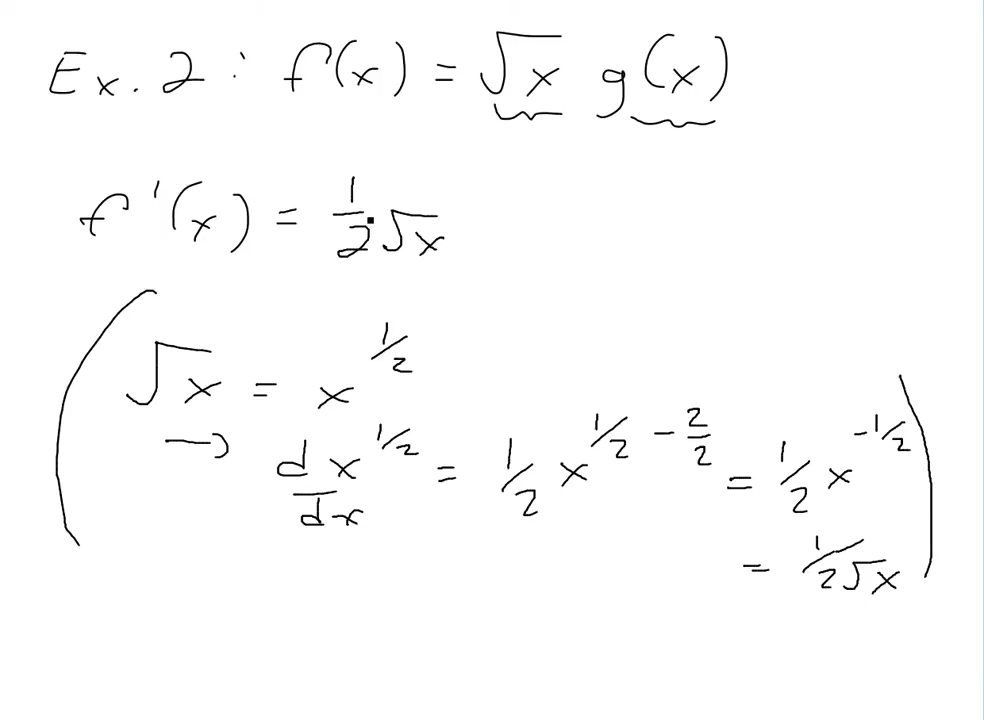 Ex. 2 : f(x) = √x g(x)
f'(x) = 1/2√x
(√x = x^1/2
→ d/dx x^1/2 = 1/2 x^1/2 - 2/2 = 1/2 x^-1/2
= 1/2√x)